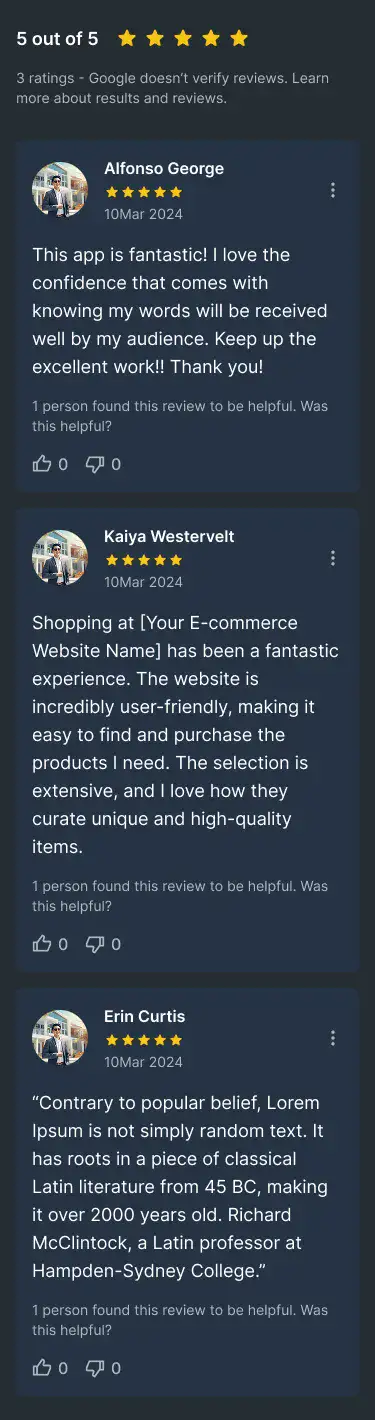 5 out of 5
3 ratings - Google doesn’t verify reviews. Learn
more about results and reviews.
Alfonso George
10Mar 2024
This app is fantastic! I love the
confidence that comes with
knowing my words will be received
well by my audience. Keep up the
excellent work!! Thank you!
1 person found this review to be helpful. Was
this helpful?
0 0
Kaiya Westervelt
10Mar 2024
Shopping at [Your E-commerce
Website Name] has been a fantastic
experience. The website is
incredibly user-friendly, making it
easy to find and purchase the
products I need. The selection is
extensive, and I love how they
curate unique and high-quality
items.
1 person found this review to be helpful. Was
this helpful?
0 0
Erin Curtis
10Mar 2024
“Contrary to popular belief, Lorem
Ipsum is not simply random text. It
has roots in a piece of classical
Latin literature from 45 BC, making
it over 2000 years old. Richard
McClintock, a Latin professor at
Hampden-Sydney College.”
1 person found this review to be helpful. Was
this helpful?
0 0